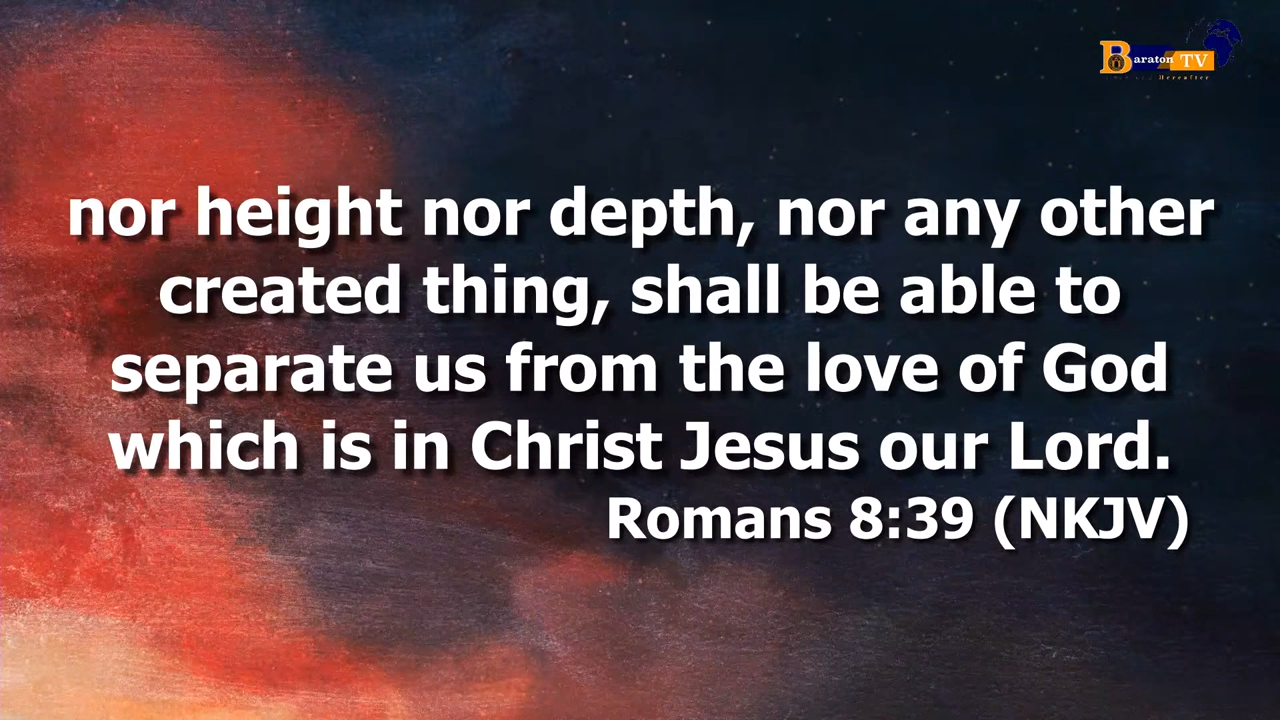 Baraton TV
Hereafter
nor height nor depth, nor any other
created thing, shall be able to
separate us from the love of God
which is in Christ Jesus our Lord.
Romans 8:39 (NKJV)